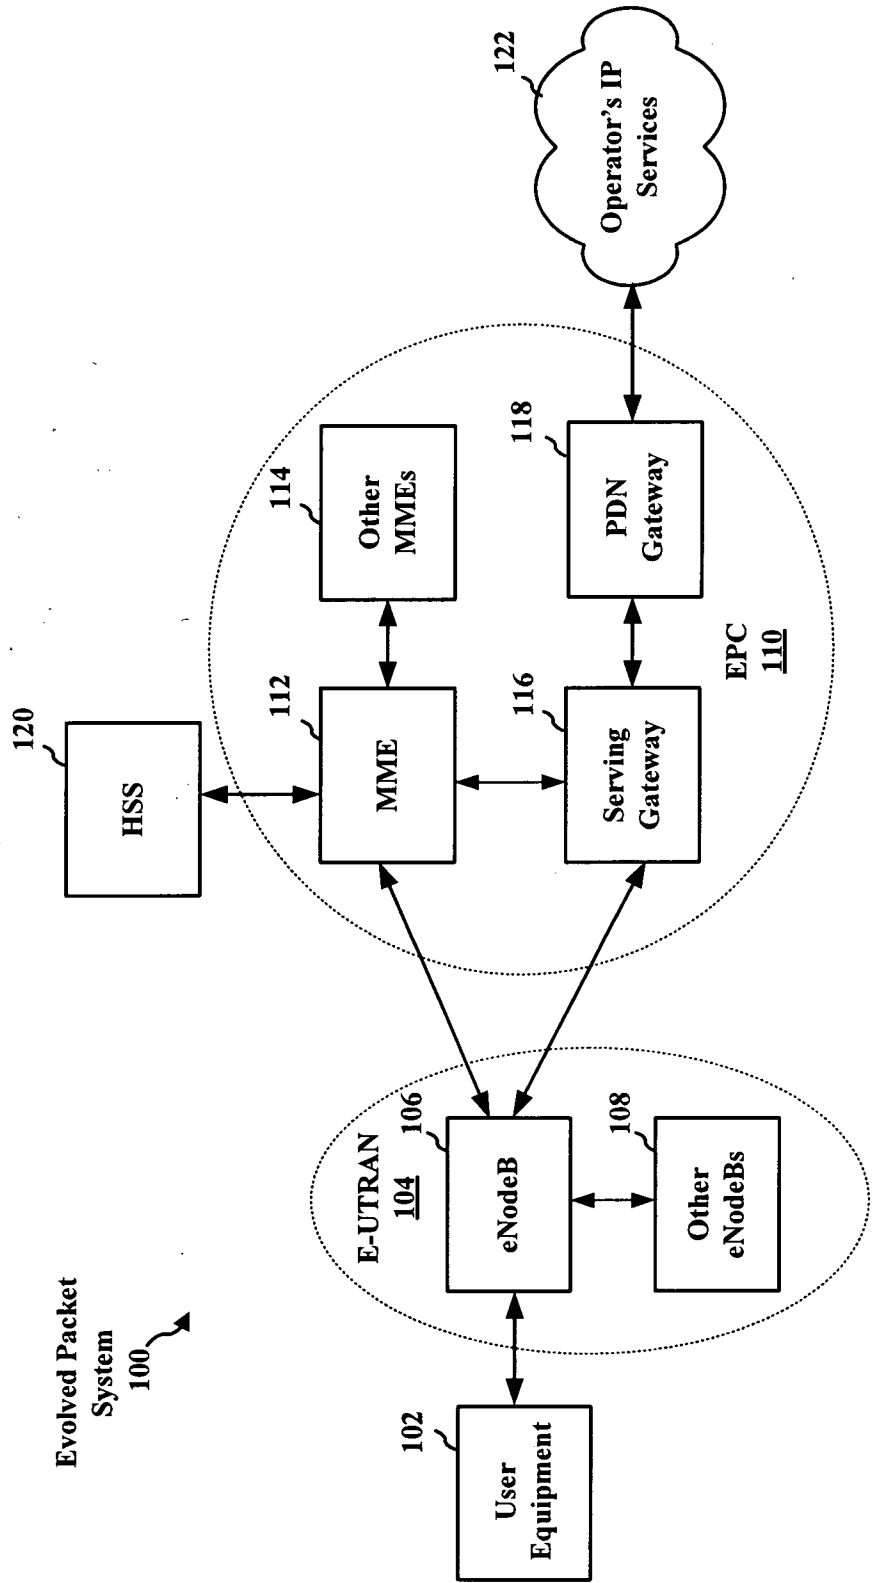 Evolved Packet
System
100
120
HSS
112
MME
114
Other
MMEs
E-UTRAN
104
106
eNodeB
102
User
Equipment
108
Other
eNodeBs
116
Serving
Gateway
118
PDN
Gateway
EPC
110
122
Operator's IP
Services